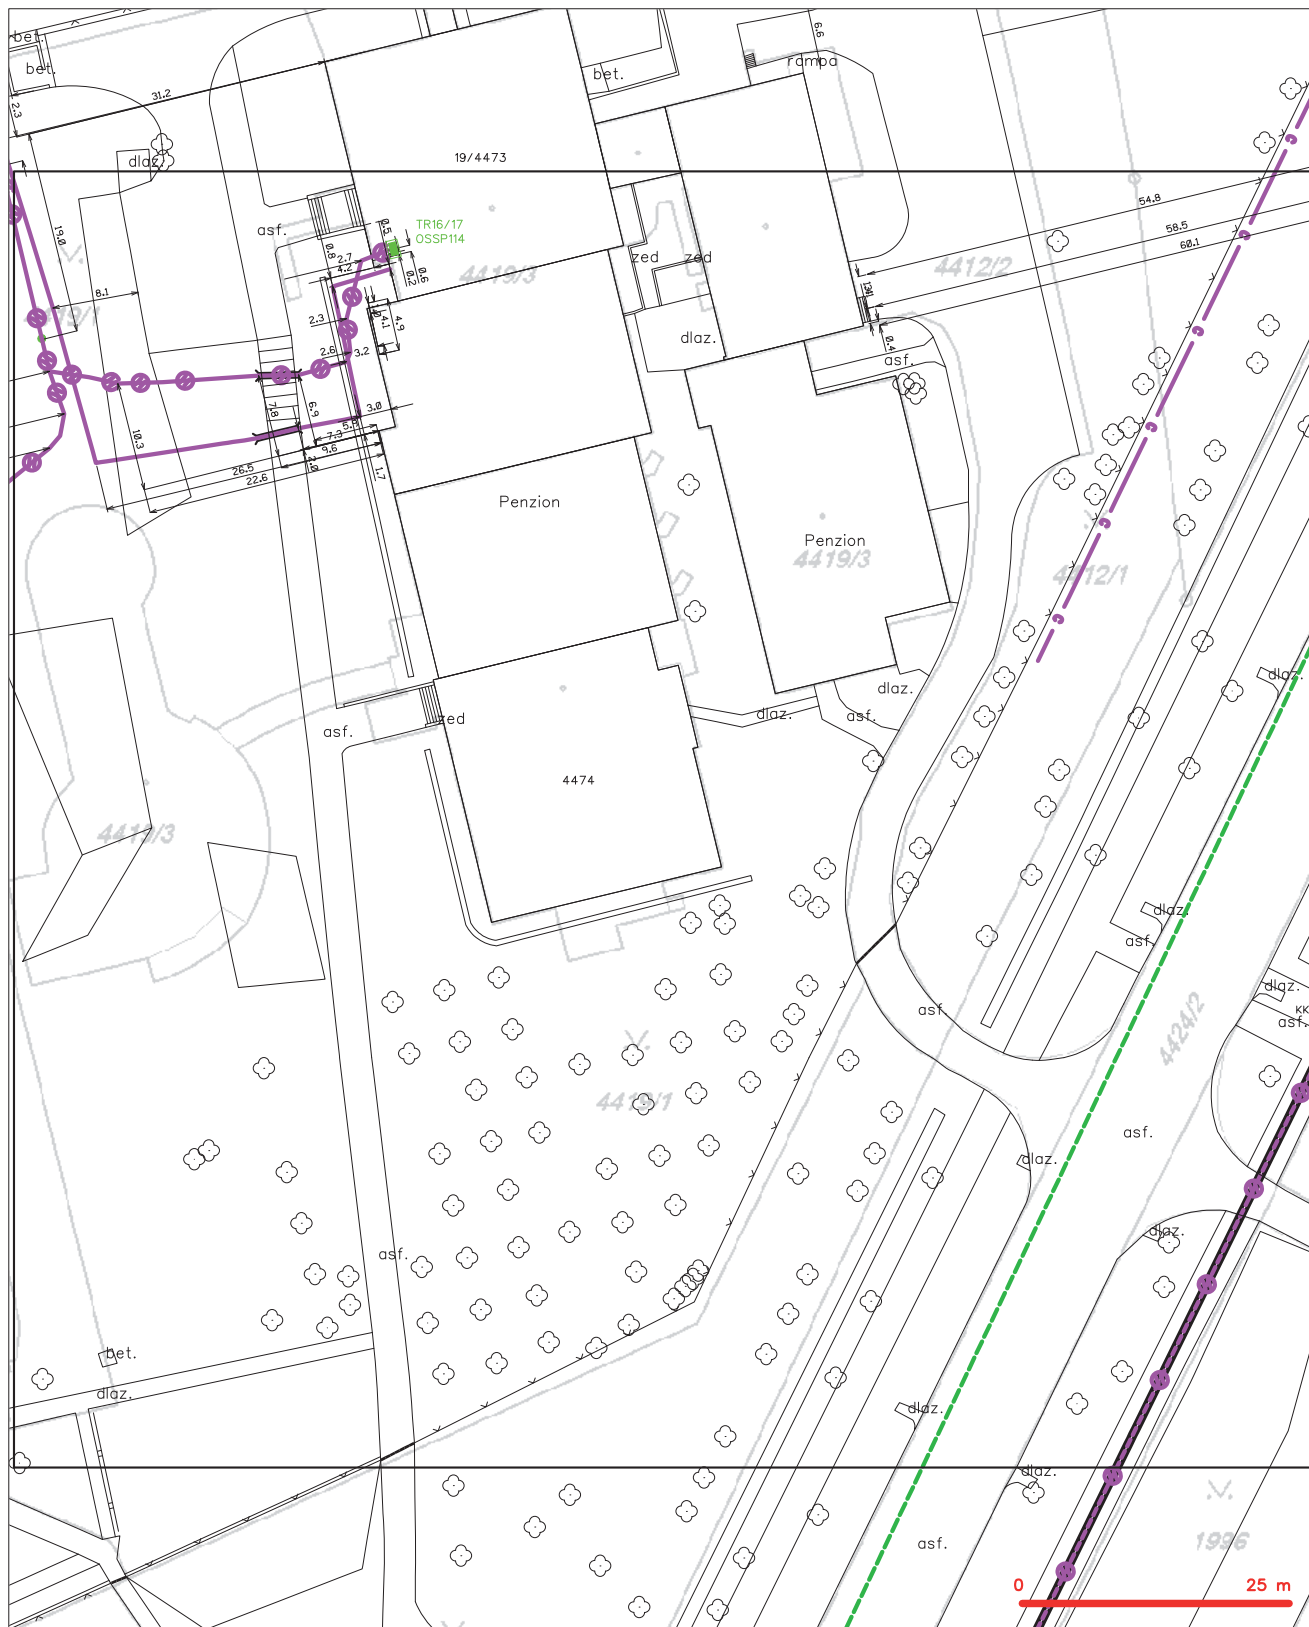 bet.
bet.
2.3
31.2
bet.
6.6
rampa
dlaz.
19/4473
54.8
58.5
60.1
19.0
asf.
0.5
TR16/17
OSSP114
0.8
2.7
4.2
0.6
0.2
4419/3
zed
zed
4412/2
8.1
2.3
4.1
4.9
2.6
3.2
dlaz.
0.4
asf.
7.8
6.9
3.0
7.3
9.6
10.3
26.5
22.6
2.0
1.7
Penzion
Penzion
4419/3
4412/1
dlaz.
dlaz.
dlaz.
asf.
asf.
zed
4474
4419/3
dlaz.
asf.
asf.
dlaz.
KK
asf.
4424/2
4419/1
asf.
dlaz.
dlaz.
asf.
bet.
dlaz.
dlaz.
dlaz.
asf.
1996
0 25 m